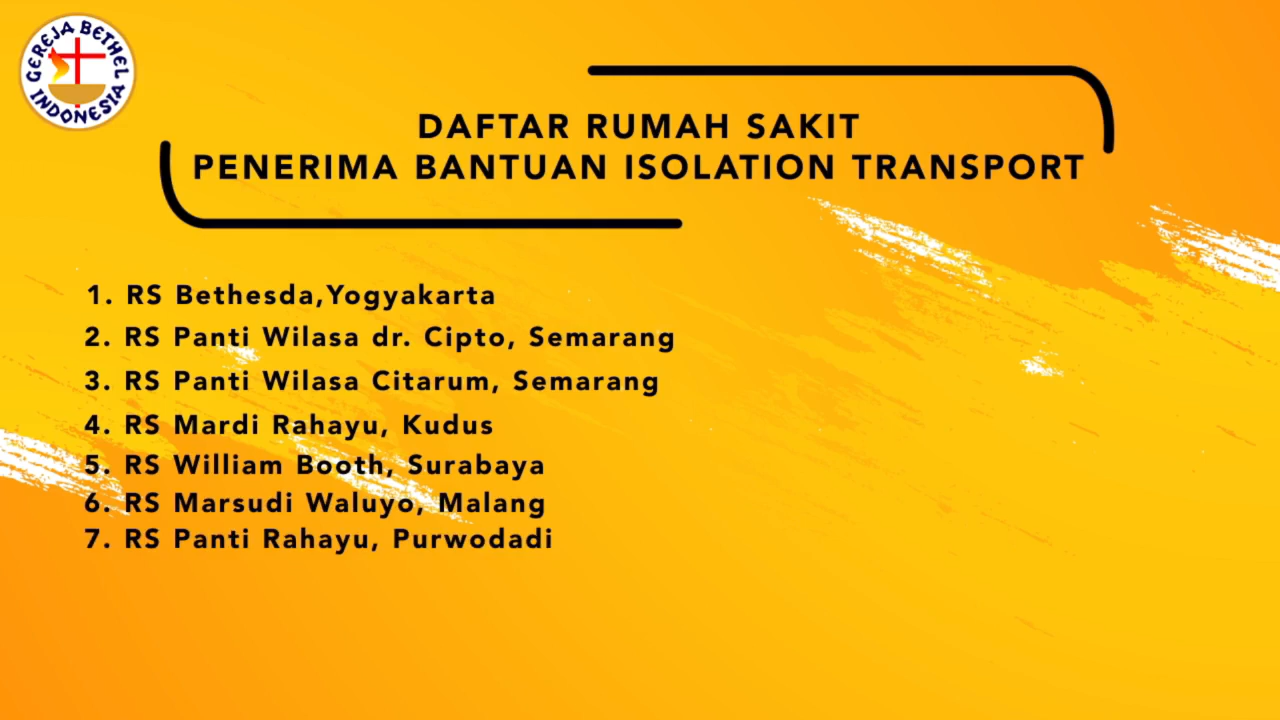 GEREJA BETHEL
INDONESIA
DAFTAR RUMAH SAKIT
PENERIMA BANTUAN ISOLATION TRANSPORT
1. RS Bethesda,Yogyakarta
2. RS Panti Wilasa dr. Cipto, Semarang
3. RS Panti Wilasa Citarum, Semarang
4. RS Mardi Rahayu, Kudus
5. RS William Booth, Surabaya
6. RS Marsudi Waluyo, Malang
7. RS Panti Rahayu, Purwodadi